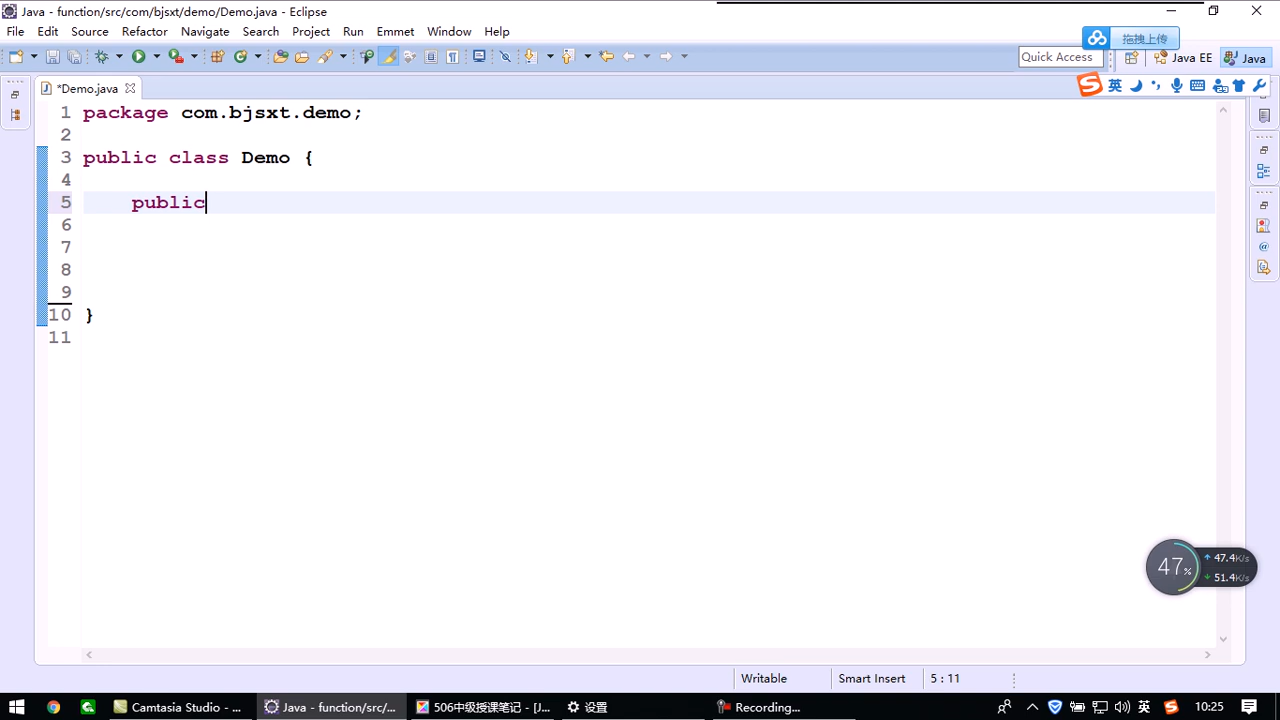 Java - function/src/com/bjsxt/demo/Demo.java - Eclipse
File Edit Source Refactor Navigate Search Project Run Emmet Window Help
拖拽上传
Quick Access
Java EE
Java
*Demo.java
英
1 package com.bjsxt.demo;
2
3 public class Demo {
4
5 public
6
7
8
9
10 }
11
47%
47.4K/s
51.4K/s
Writable
Smart Insert
5 : 11
Camtasia Studio - ...
Java - function/src/...
506中级授课笔记 - [J...
设置
Recording...
英
10:25